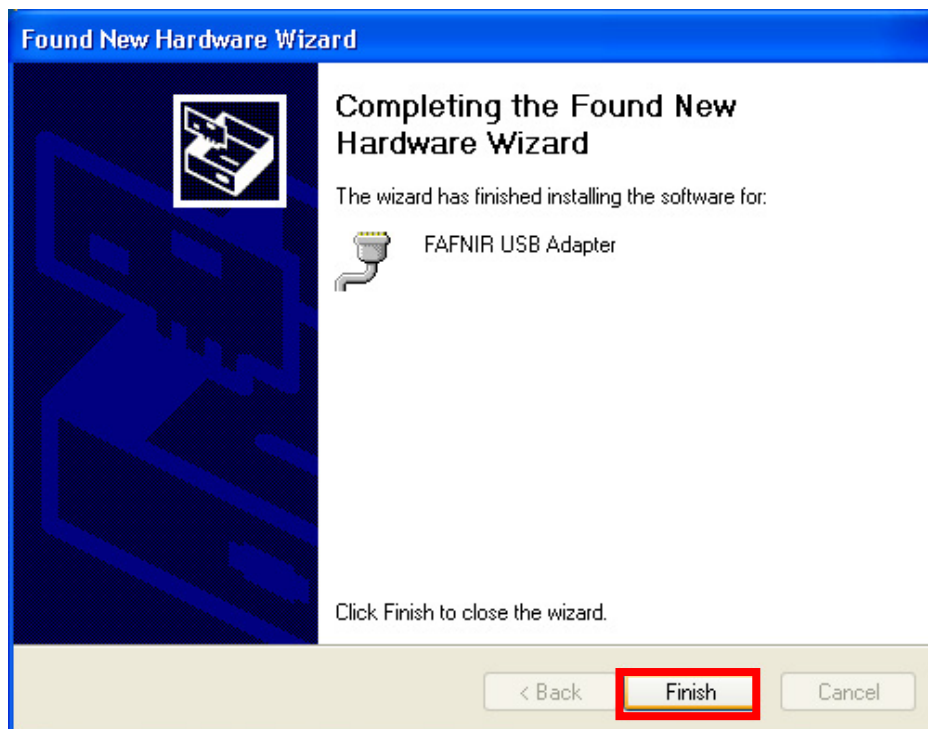 Found New Hardware Wizard
Completing the Found New
Hardware Wizard
The wizard has finished installing the software for:
FAFNIR USB Adapter
Click Finish to close the wizard.
< Back
Finish
Cancel